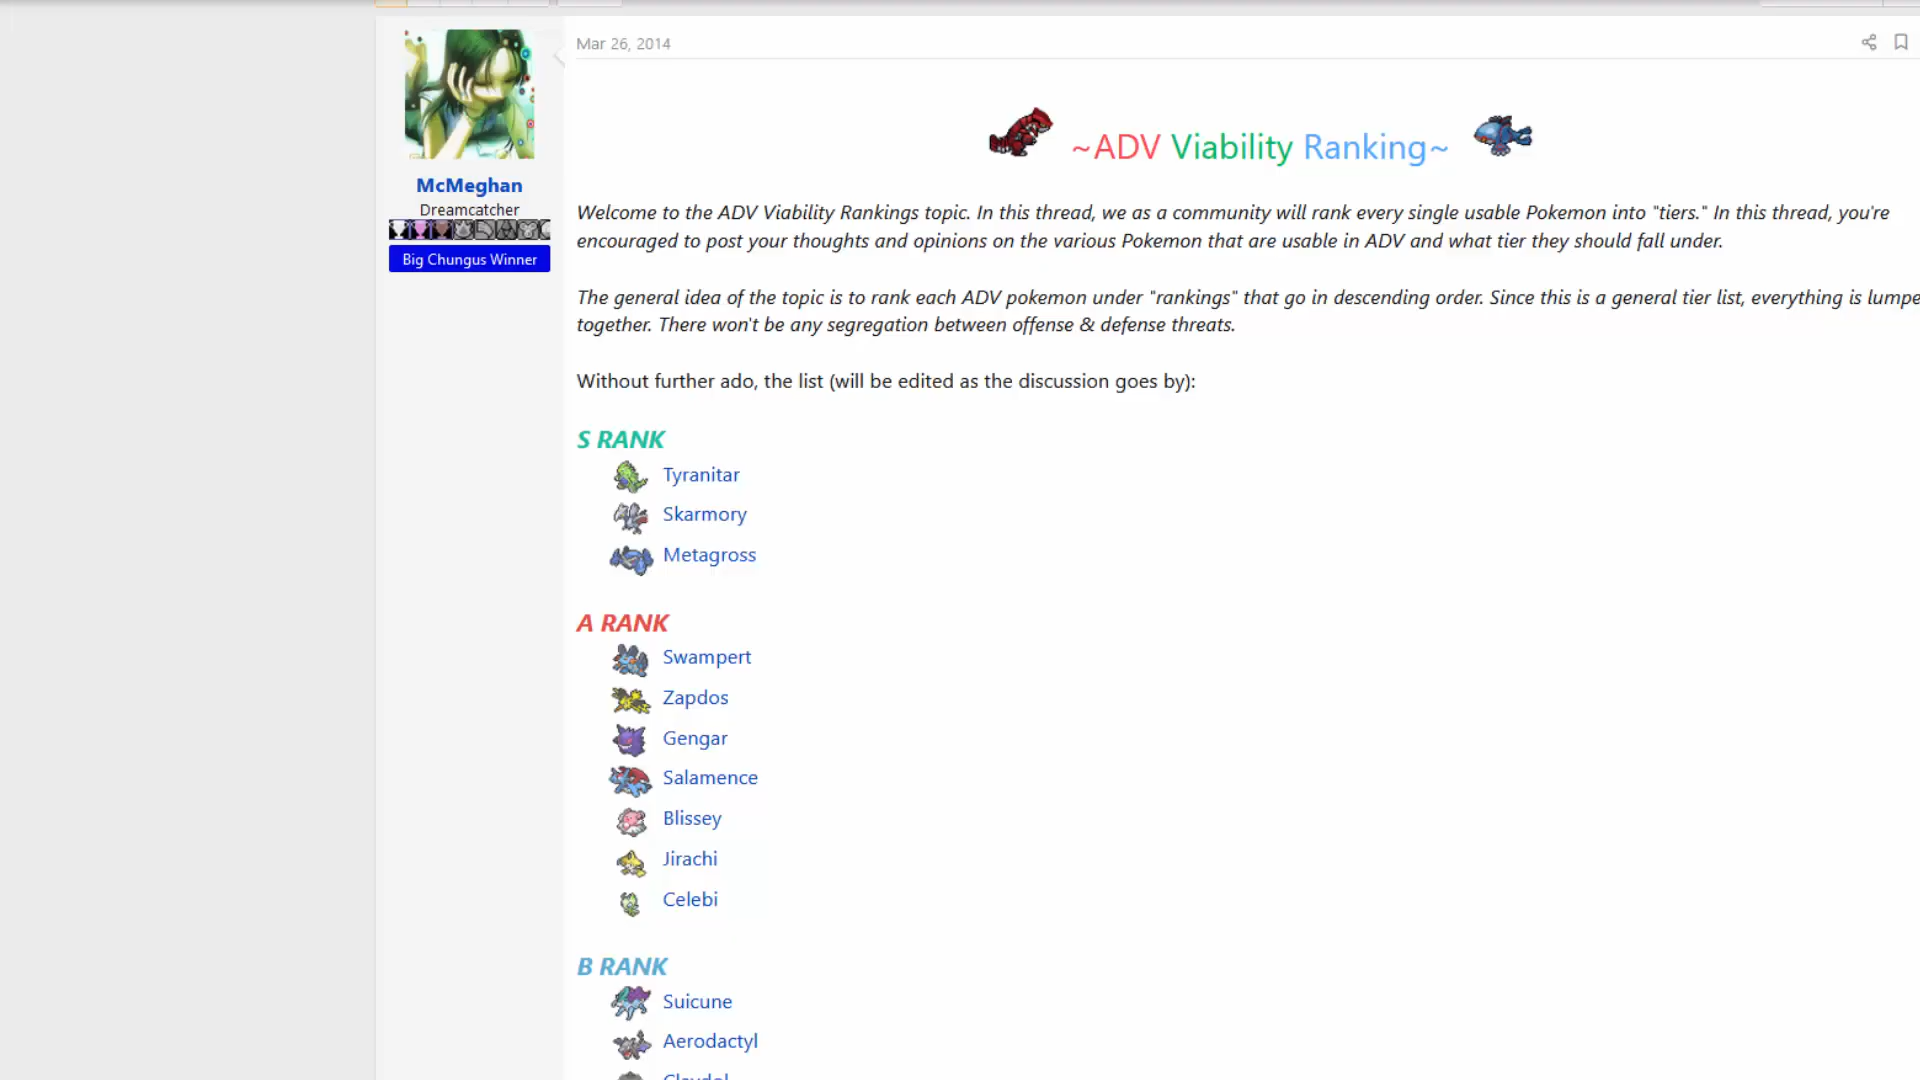 Mar 26, 2014
~ADV Viability Ranking~
McMeghan
Dreamcatcher
Big Chungus Winner
Welcome to the ADV Viability Rankings topic. In this thread, we as a community will rank every single usable Pokemon into "tiers." In this thread, you're
encouraged to post your thoughts and opinions on the various Pokemon that are usable in ADV and what tier they should fall under.
The general idea of the topic is to rank each ADV pokemon under "rankings" that go in descending order. Since this is a general tier list, everything is lumpe
together. There won't be any segregation between offense & defense threats.
Without further ado, the list (will be edited as the discussion goes by):
S RANK
Tyranitar
Skarmory
Metagross
A RANK
Swampert
Zapdos
Gengar
Salamence
Blissey
Jirachi
Celebi
B RANK
Suicune
Aerodactyl